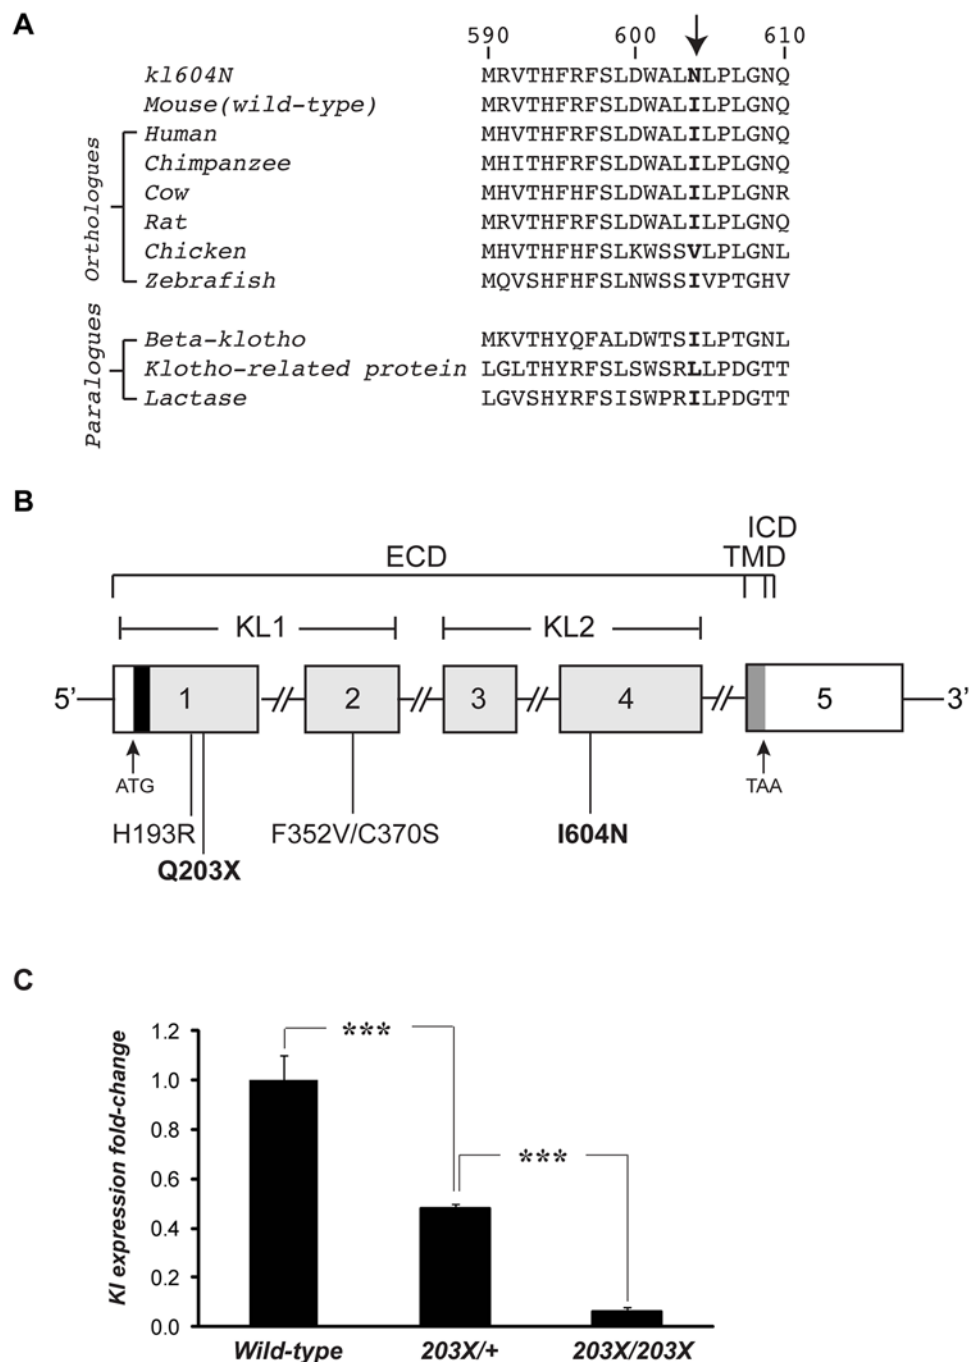 A
590 600 610
kl604N MRVTHFRFSLDWALNLPLGNQ
Mouse(wild-type) MRVTHFRFSLDWALILPLGNQ
Orthologues
Human MHVTHFRFSLDWALILPLGNQ
Chimpanzee MHITHFRFSLDWALILPLGNQ
Cow MHVTHFHFSLDWALILPLGNR
Rat MRVTHFRFSLDWALILPLGNQ
Chicken MHVTHFHFSLKWSSVLPLGNL
Zebrafish MQVSHFHFSLNWSSIVPTGHV
Paralogues
Beta-klotho MKVTHYQFALDWTSILPTGNL
Klotho-related protein LGLTHYRFSLSWSRLLPDGTT
Lactase LGVSHYRFSISWPRILPDGTT
B
ICD
ECD TMD
KL1 KL2
5’ 1 2 3 4 5 3’
ATG TAA
H193R F352V/C370S I604N
Q203X
C
Kl expression fold-change
1.2
***
1.0
0.8
***
0.6
0.4
0.2
0.0
Wild-type 203X/+ 203X/203X